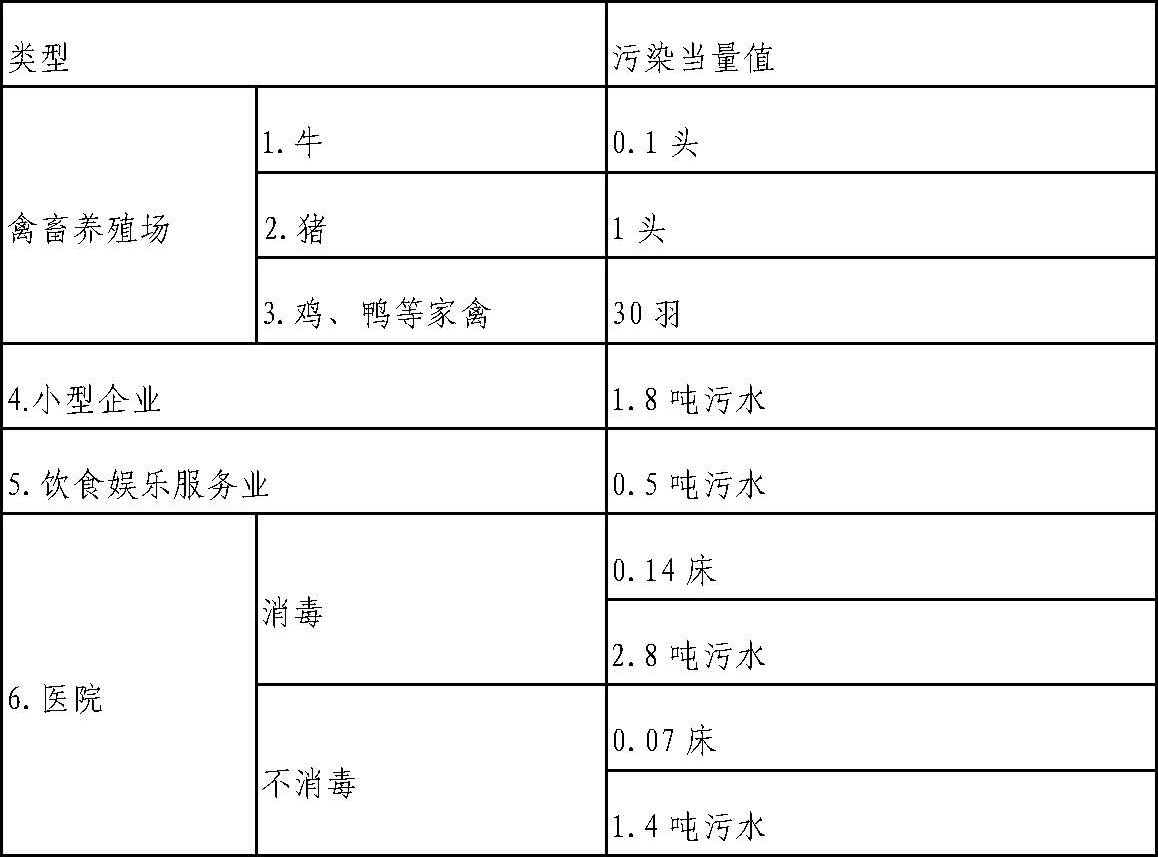 类型
污染当量值
禽畜养殖场
1. 牛
0.1 头
2. 猪
1 头
3. 鸡、鸭等家禽
30 羽
4.小型企业
1.8 吨污水
5. 饮食娱乐服务业
0.5 吨污水
6. 医院
消毒
0.14 床
2.8 吨污水
不消毒
0.07 床
1.4 吨污水